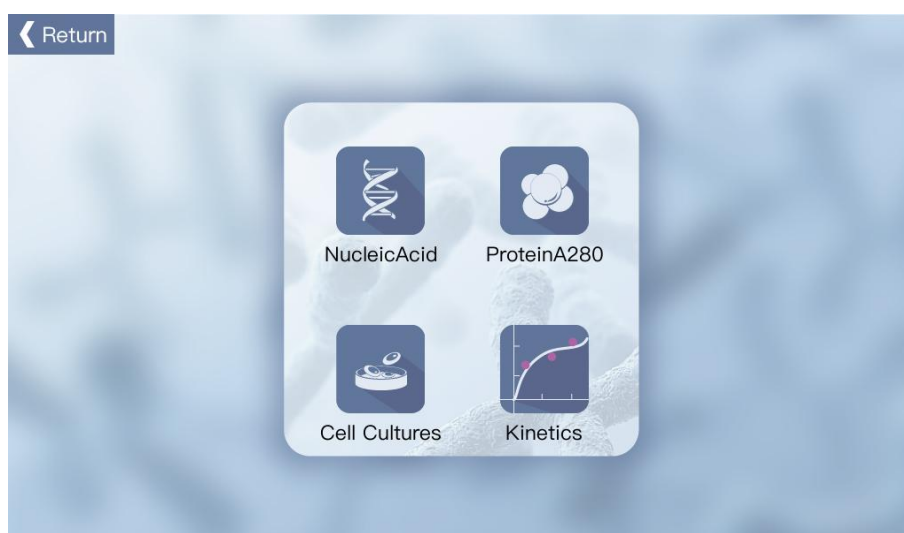 Return
NucleicAcid
ProteinA280
Cell Cultures
Kinetics